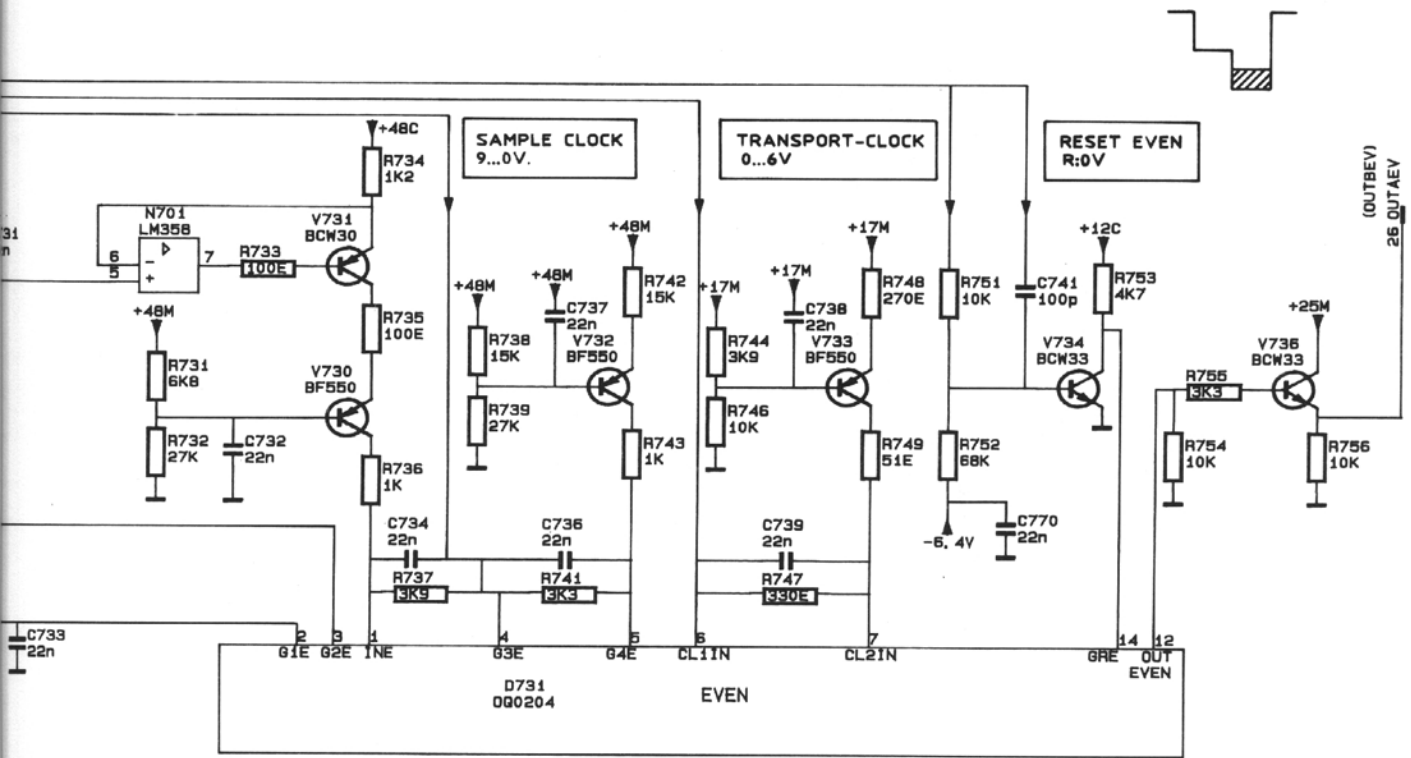 SAMPLE CLOCK
9...0V.
TRANSPORT-CLOCK
0...6V
RESET EVEN
R:0V
(OUTBEV)
26 OUTAEV
+48C
R734
1K2
N701
LM358
6
5
7
R733
100E
V731
BCW30
R735
100E
+48M
R731
6K8
R732
27K
C732
22n
V730
BF550
R736
1K
+48M
R738
15K
R739
27K
+48M
C737
22n
V732
BF550
+48M
R742
15K
R743
1K
C734
22n
R737
3K9
C736
22n
R741
3K3
+17M
R744
3K9
R746
10K
+17M
C738
22n
V733
BF550
+17M
R748
270E
R749
51E
C739
22n
R747
330E
R751
10K
R752
68K
-6, 4V
C770
22n
C741
100p
+12C
R753
4K7
V734
BCW33
+25M
V736
BCW33
R755
3K3
R754
10K
R756
10K
C733
22n
2
G1E
3
G2E
1
INE
4
G3E
5
G4E
6
CL1IN
7
CL2IN
14
GRE
12
OUT
EVEN
D731
OQ0204
EVEN